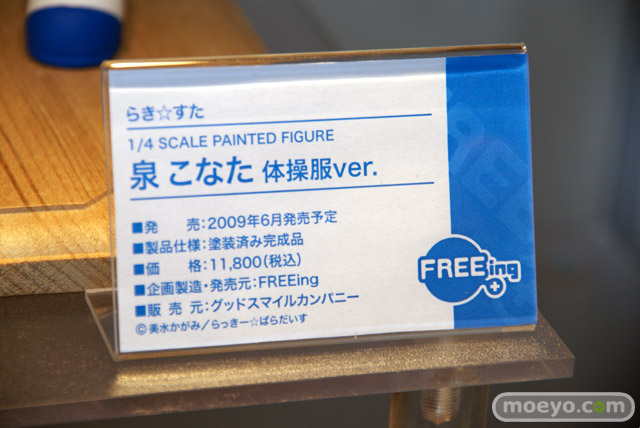 らき☆すた
1/4 SCALE PAINTED FIGURE
泉 こなた 体操服ver.
■発　　売：2009年6月発売予定
■製品仕様：塗装済み完成品
■価　　格：11,800(税込)
■企画製造・発売元：FREEing
■販 売 元：グッドスマイルカンパニー
©美水かがみ／らっきー☆ぱらだいす
FREEing
moeyo.com